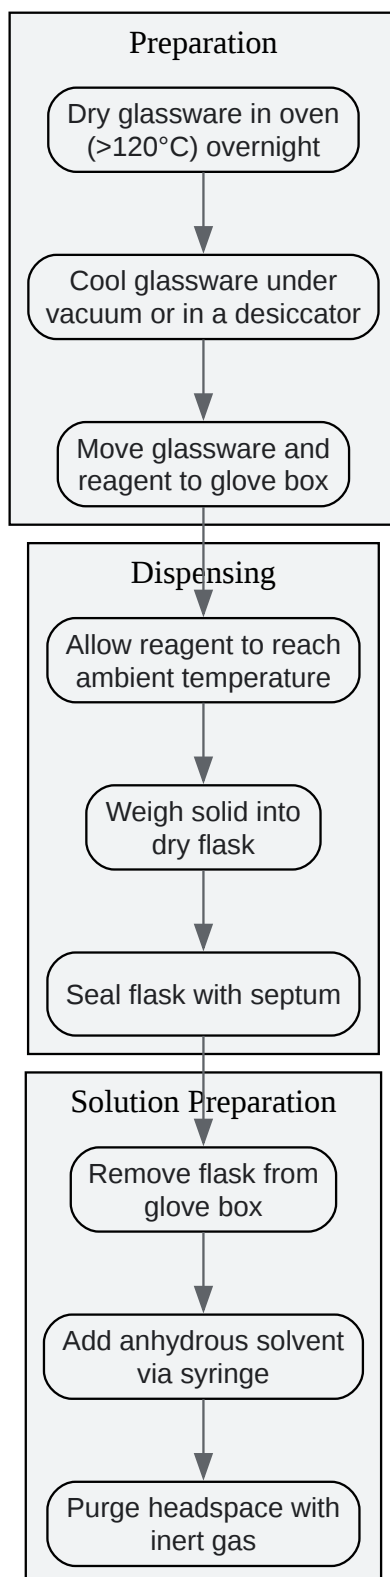 Preparation
Dry glassware in oven
(>120°C) overnight
Cool glassware under
vacuum or in a desiccator
Move glassware and
reagent to glove box
Dispensing
Allow reagent to reach
ambient temperature
Weigh solid into
dry flask
Seal flask with septum
Solution Preparation
Remove flask from
glove box
Add anhydrous solvent
via syringe
Purge headspace with
inert gas